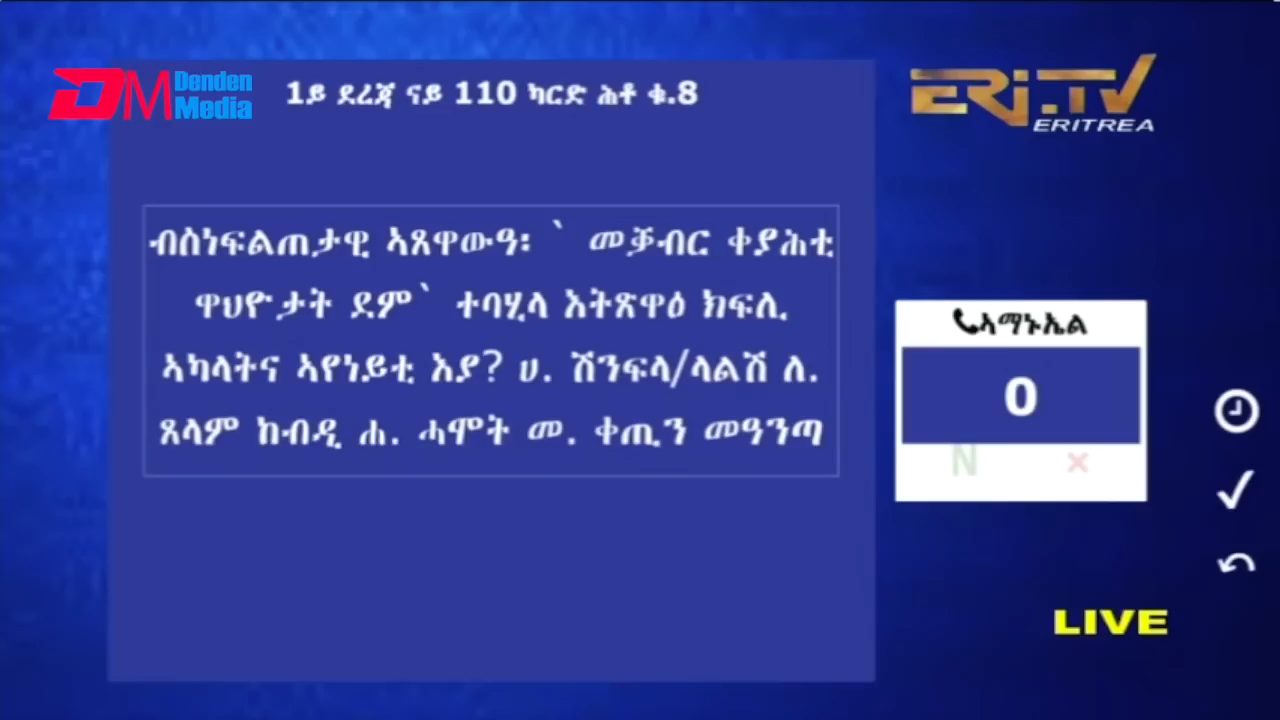 DM Denden
Media
1ይ ደረጃ ናይ 110 ካርድ ሕቶ ቁ.8
ERi.TV
ERITREA
ብስነፍልጠታዊ ኣጸዋውዓ፡ ` መቓብር ቀያሕቲ
ዋህዮታት ደም` ተባሂላ እትጽዋዕ ክፍሊ
ኣካላትና ኣየነይቲ እያ? ሀ. ሽንፍላ/ላልሽ ለ.
ጸላም ከብዲ ሐ. ሓሞት መ. ቀጢን መዓንጣ
ኣማኑኤል
0
N ×
LIVE